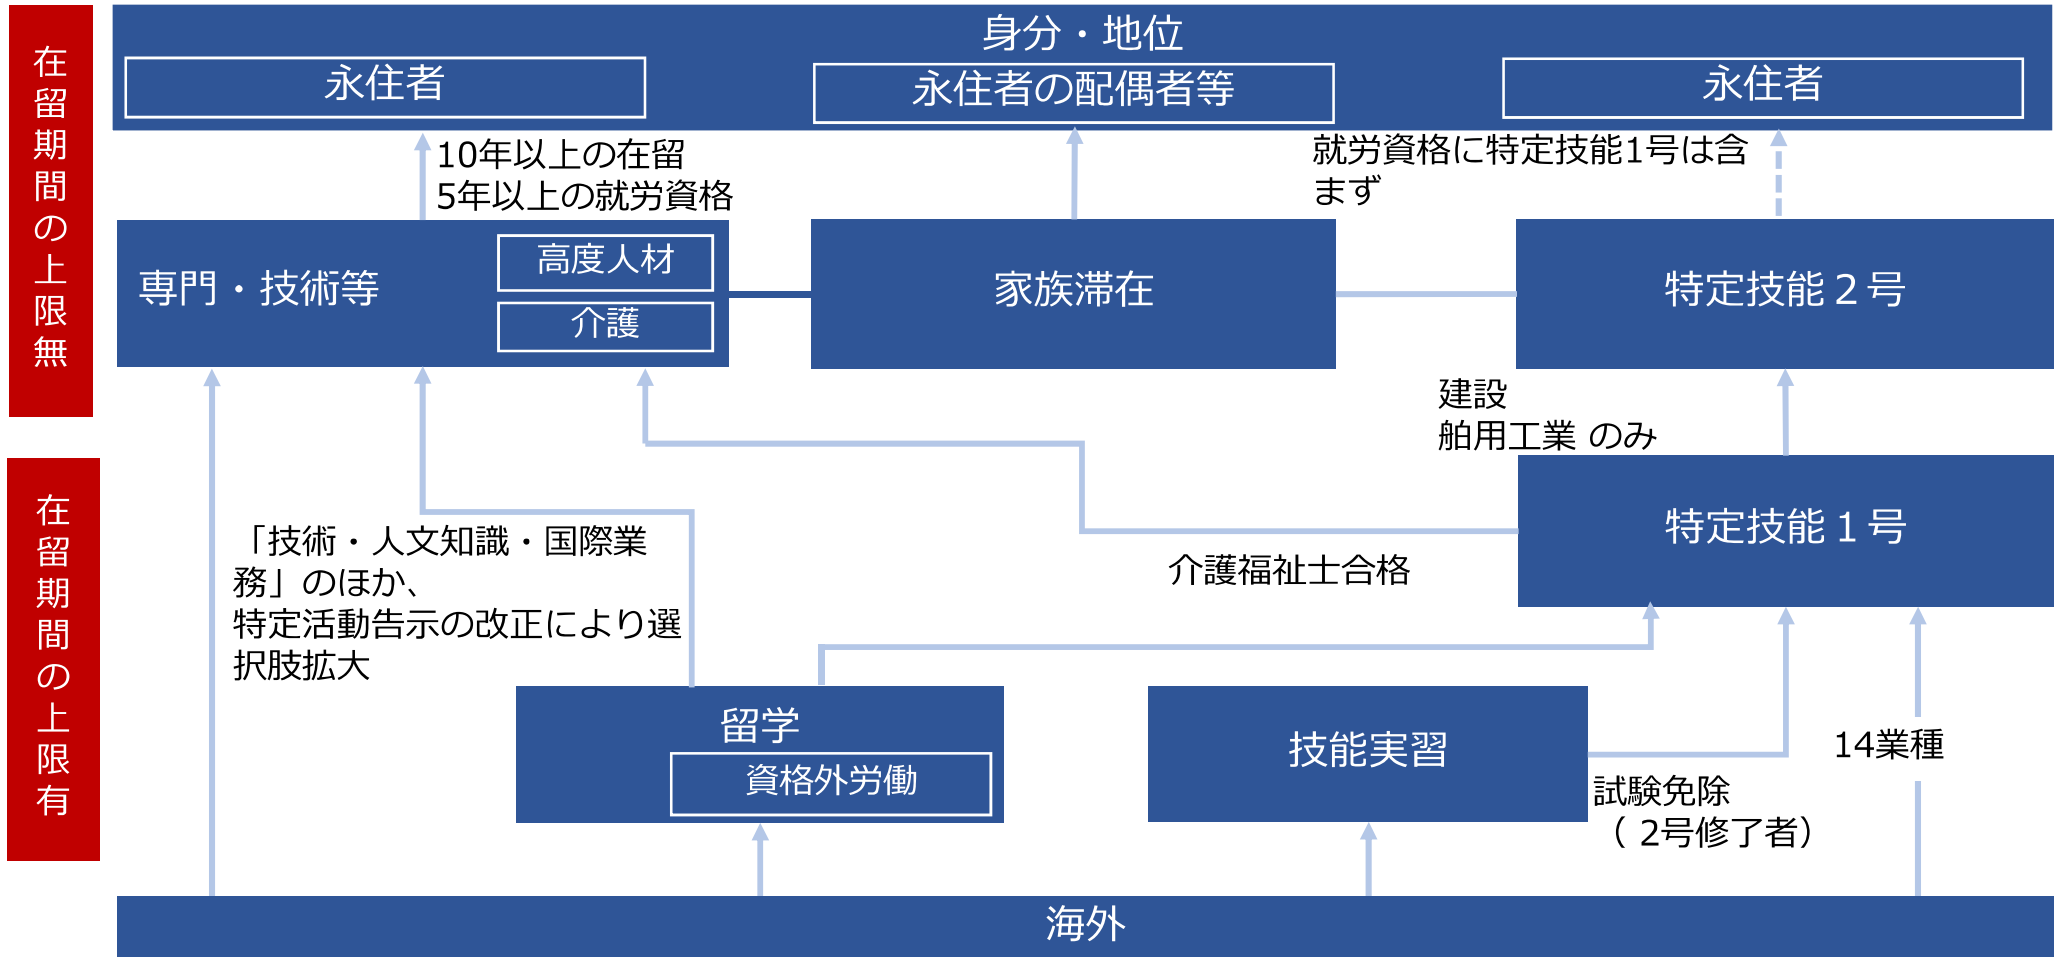 在留期間の上限無
身分・地位
永住者
永住者の配偶者等
永住者
10年以上の在留
5年以上の就労資格
就労資格に特定技能1号は含
まず
専門・技術等
高度人材
介護
家族滞在
特定技能２号
建設
舶用工業 のみ
在留期間の上限有
「技術・人文知識・国際業
務」のほか、
特定活動告示の改正により選
択肢拡大
介護福祉士合格
特定技能１号
留学
資格外労働
技能実習
14業種
試験免除
（ 2号修了者）
海外